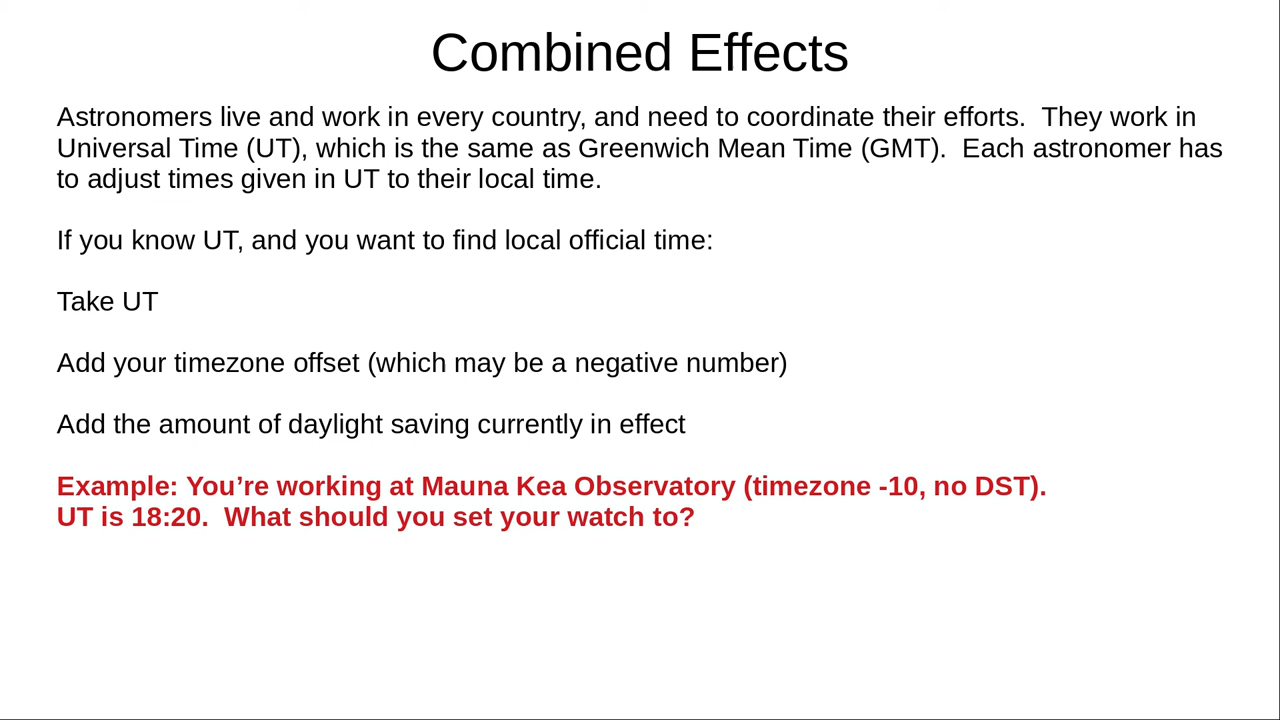 Combined Effects
Astronomers live and work in every country, and need to coordinate their efforts.  They work in
Universal Time (UT), which is the same as Greenwich Mean Time (GMT).  Each astronomer has
to adjust times given in UT to their local time.
If you know UT, and you want to find local official time:
Take UT
Add your timezone offset (which may be a negative number)
Add the amount of daylight saving currently in effect
Example: You’re working at Mauna Kea Observatory (timezone -10, no DST).
UT is 18:20.  What should you set your watch to?